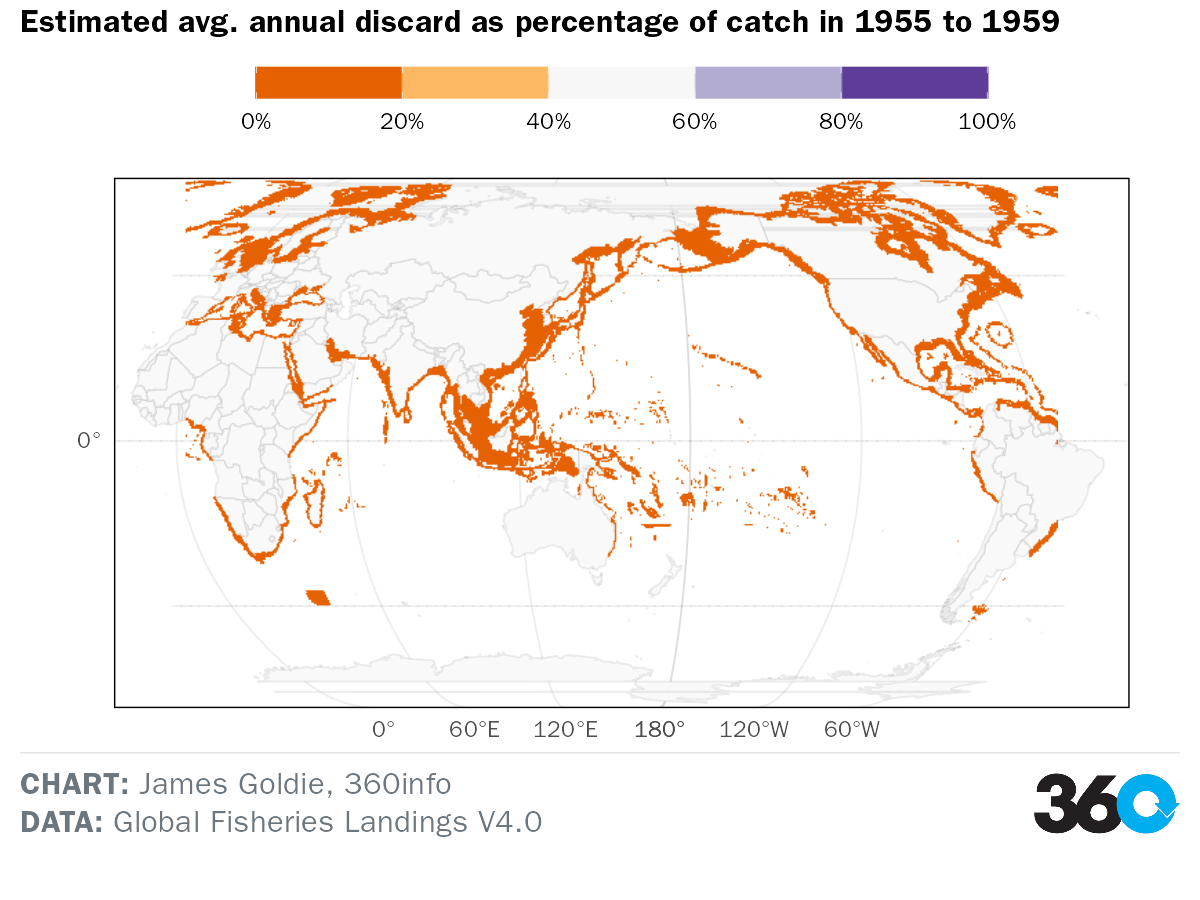 Estimated avg. annual discard as percentage of catch in 1955 to 1959
0% 20% 40% 60% 80% 100%
0°
0° 60°E 120°E 180° 120°W 60°W
CHART: James Goldie, 360info
DATA: Global Fisheries Landings V4.0
360